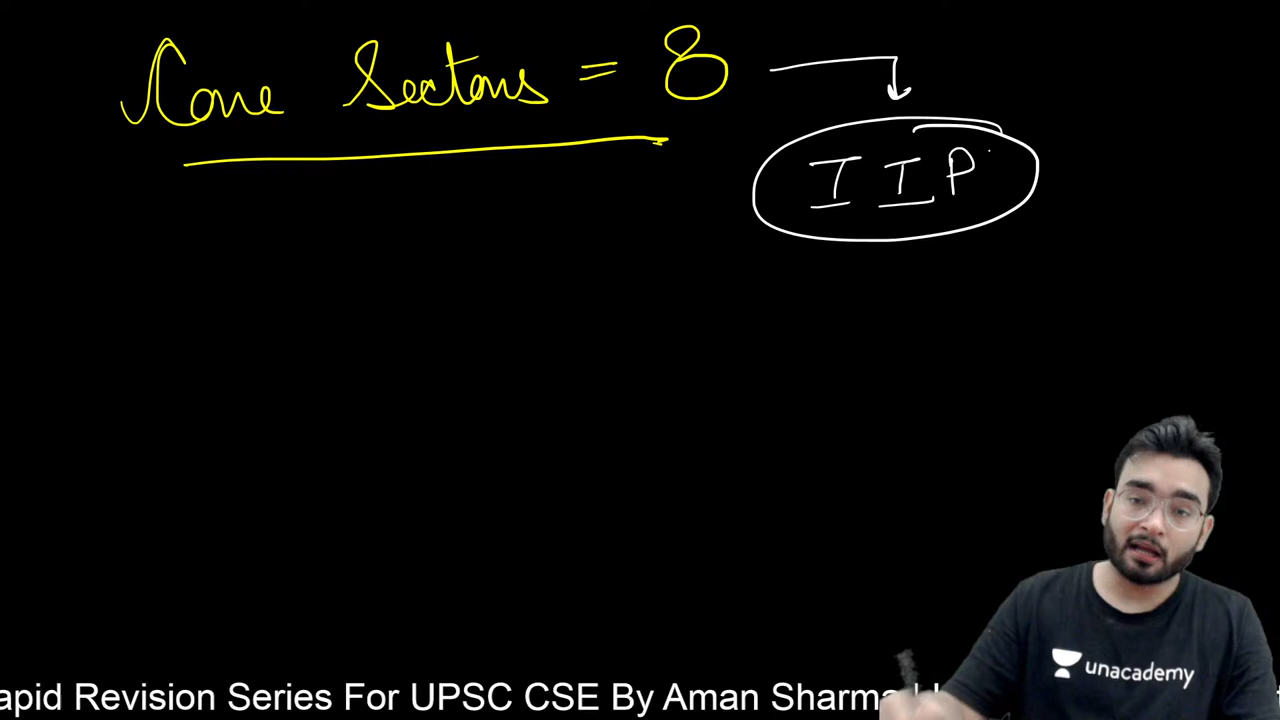 Core Sectors = 8
IIP
unacademy
apid Revision Series For UPSC CSE By Aman Sharma